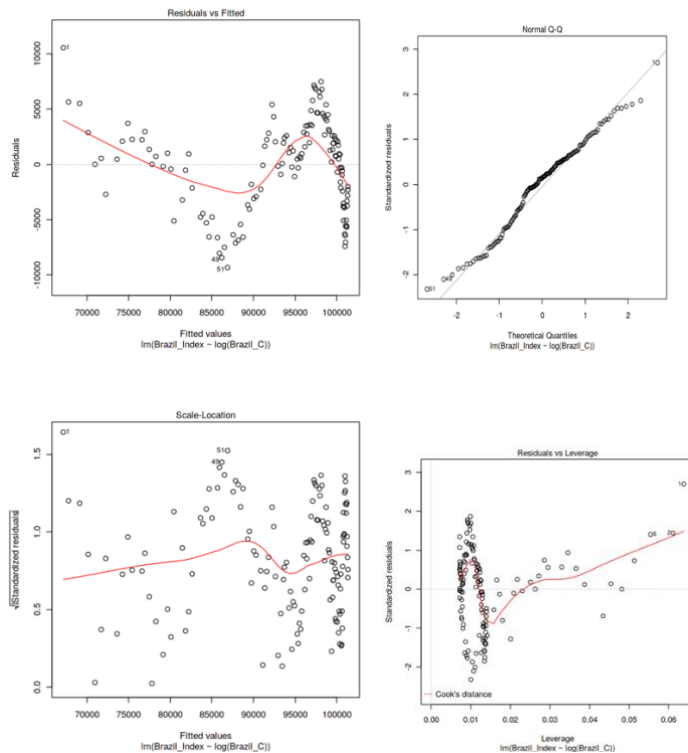 Residuals vs Fitted
10000
5000
0
-5000
-10000
Residuals
1
49
51
70000 75000 80000 85000 90000 95000 100000
Fitted values
lm(Brazil_Index ~ log(Brazil_C))
Normal Q-Q
3
2
1
0
-1
-2
Standardized residuals
1
51
-2 -1 0 1 2
Theoretical Quantiles
lm(Brazil_Index ~ log(Brazil_C))
Scale-Location
1.5
1.0
0.5
0.0
√|Standardized residuals|
1
51
49
70000 75000 80000 85000 90000 95000 100000
Fitted values
lm(Brazil_Index ~ log(Brazil_C))
Residuals vs Leverage
3
2
1
0
-1
-2
Standardized residuals
1
2
Cook's distance
0.00 0.01 0.02 0.03 0.04 0.05 0.06
Leverage
lm(Brazil_Index ~ log(Brazil_C))